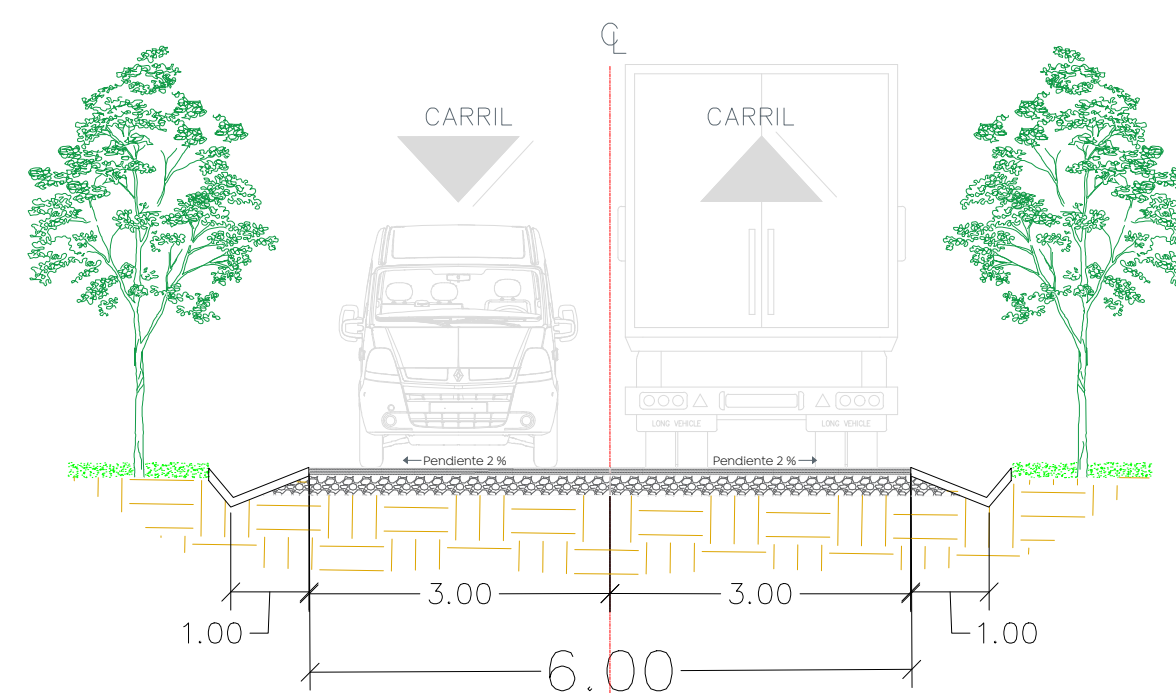 CL
CARRIL CARRIL
LONG VEHICLE LONG VEHICLE
Pendiente 2 % Pendiente 2 %
3.00 3.00
1.00 1.00
6.00